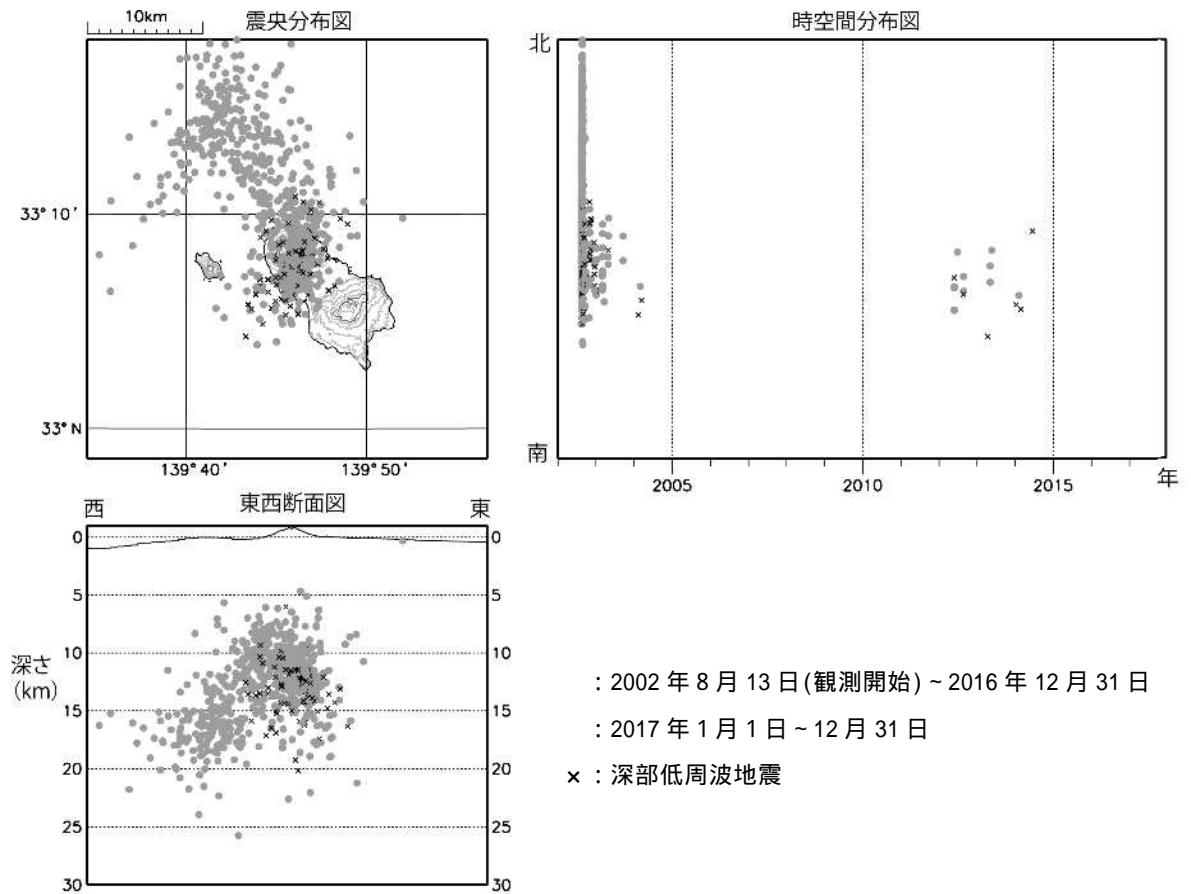 10km
震央分布図
33° 10'
33° N
139° 40'
139° 50'
時空間分布図
北
南
2005
2010
2015
年
東西断面図
西
東
0
0
5
5
10
10
15
15
20
20
25
25
30
30
深さ
(km)
: 2002 年 8 月 13 日(観測開始) ~ 2016 年 12 月 31 日
: 2017 年 1 月 1 日 ~ 12 月 31 日
× : 深部低周波地震